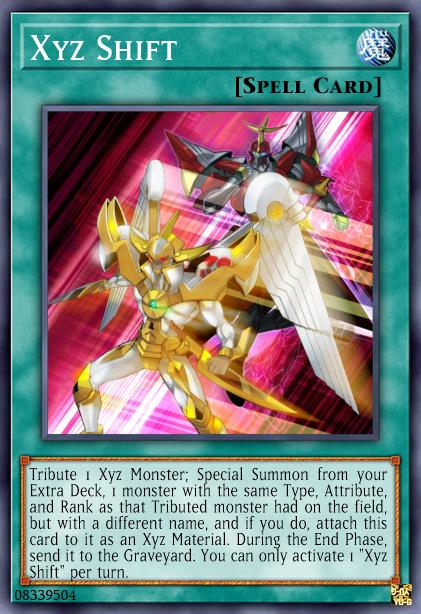 Xyz Shift
魔
[Spell Card]
Tribute 1 Xyz Monster; Special Summon from your
Extra Deck, 1 monster with the same Type, Attribute,
and Rank as that Tributed monster had on the field,
but with a different name, and if you do, attach this
card to it as an Xyz Material. During the End Phase,
send it to the Graveyard. You can only activate 1 "Xyz
Shift" per turn.
08339504